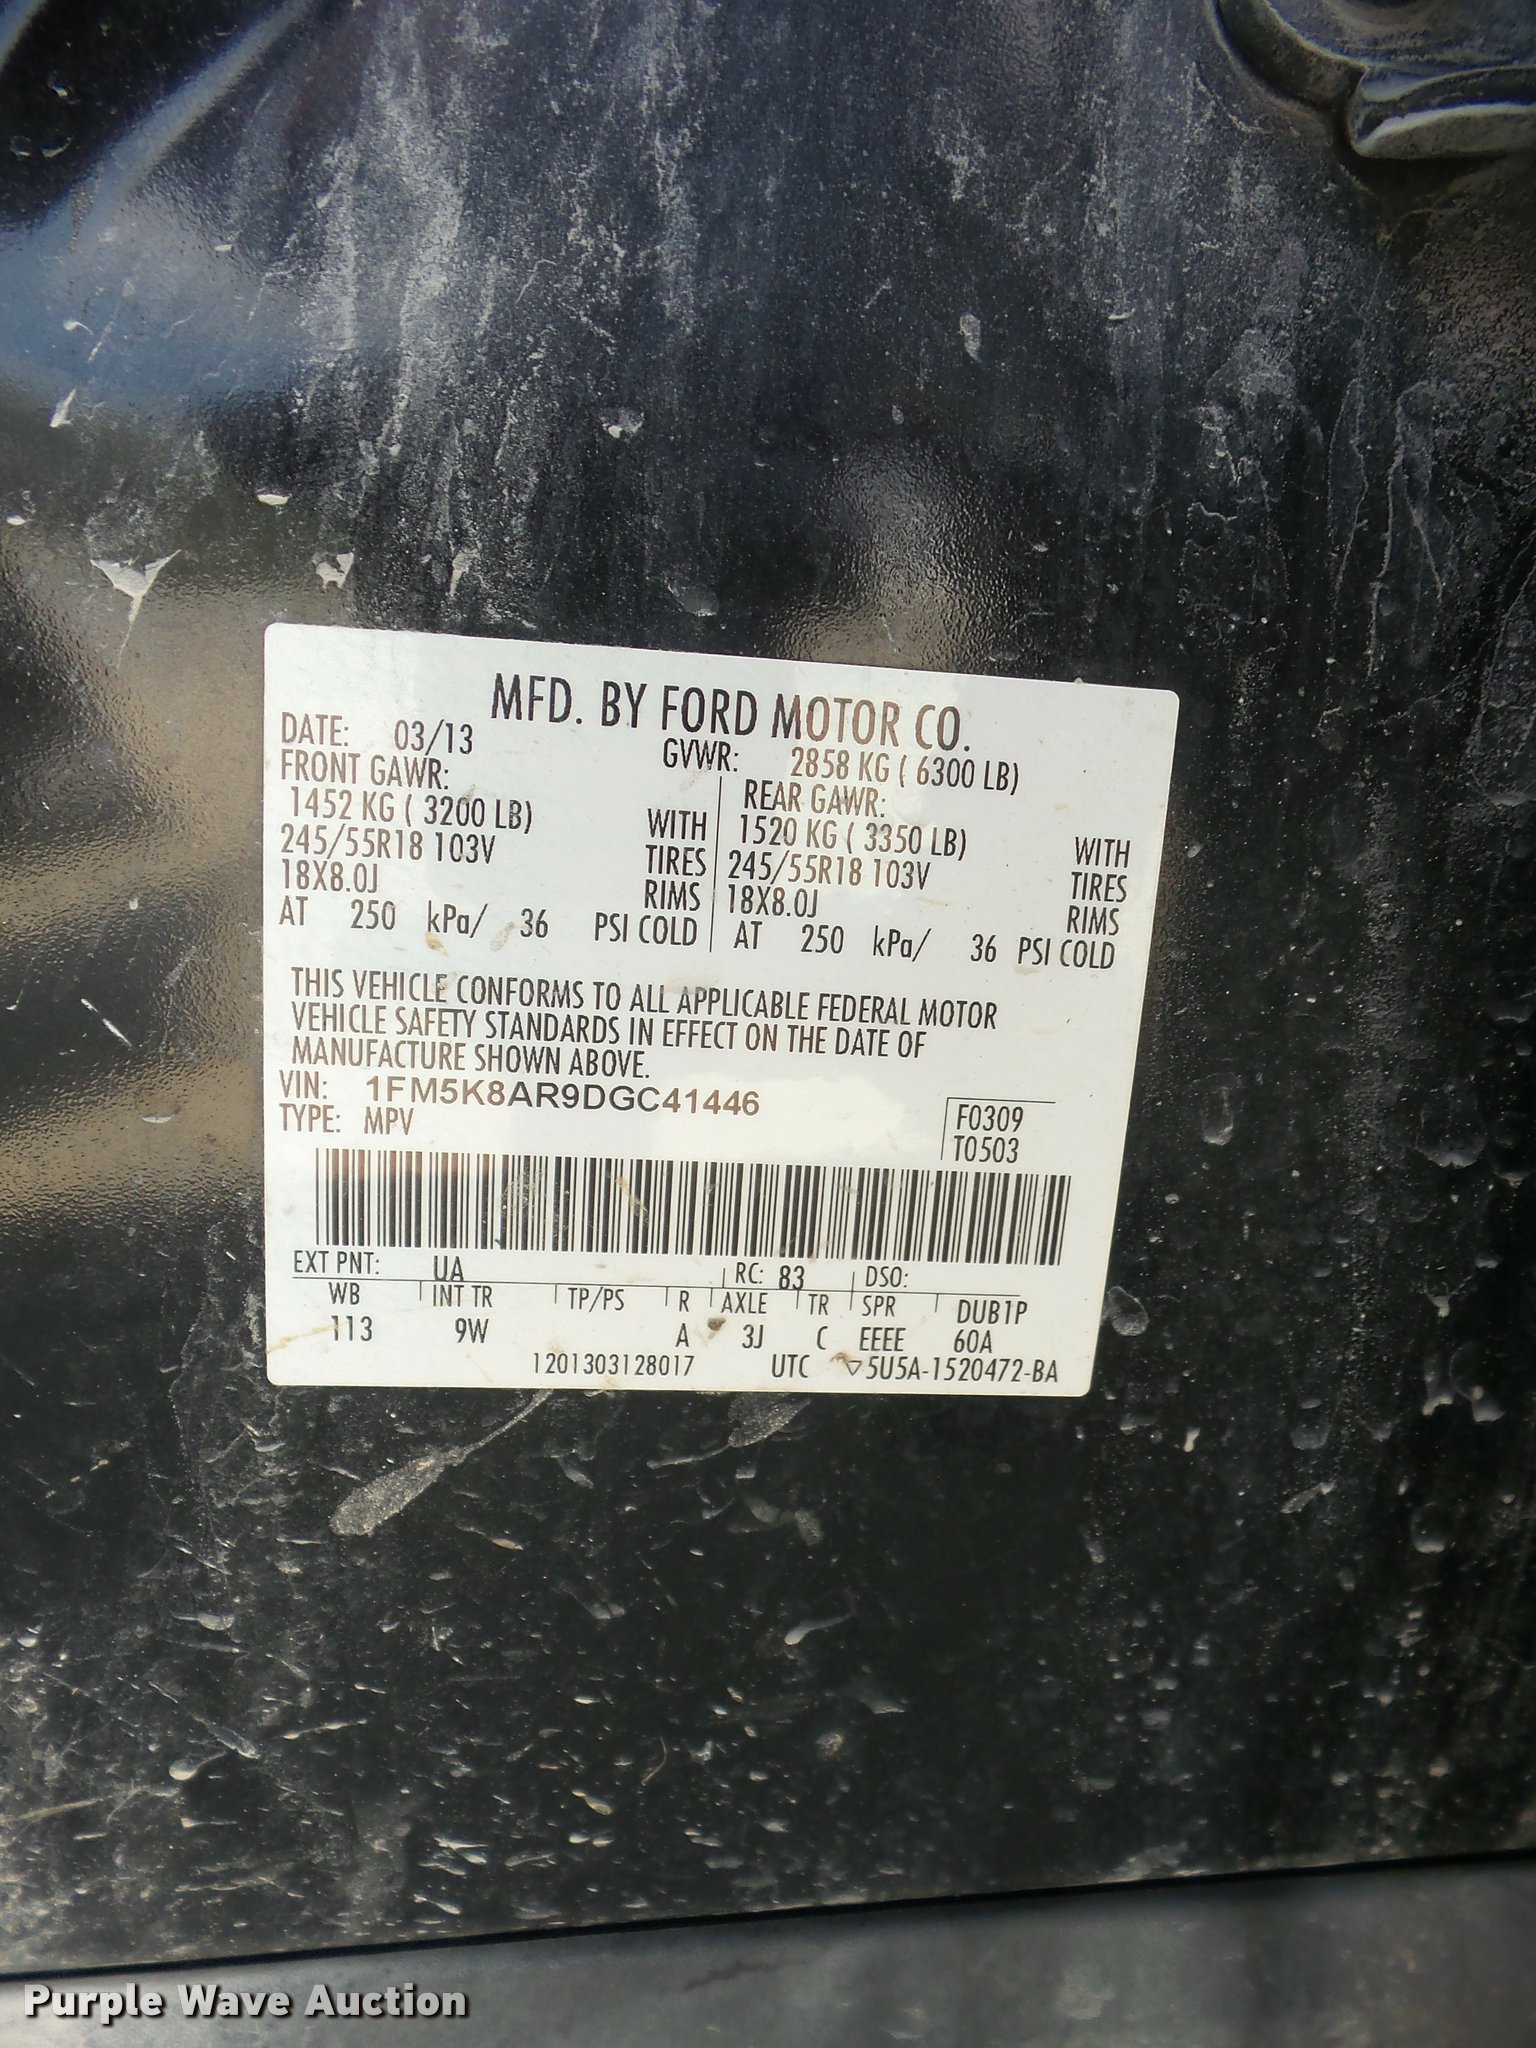 MFD. BY FORD MOTOR CO.
DATE: 03/13 GVWR: 2858 KG ( 6300 LB)
FRONT GAWR: REAR GAWR:
1452 KG ( 3200 LB) WITH 1520 KG ( 3350 LB) WITH
245/55R18 103V TIRES 245/55R18 103V TIRES
18X8.0J RIMS 18X8.0J RIMS
AT 250 kPa/ 36 PSI COLD AT 250 kPa/ 36 PSI COLD
THIS VEHICLE CONFORMS TO ALL APPLICABLE FEDERAL MOTOR
VEHICLE SAFETY STANDARDS IN EFFECT ON THE DATE OF
MANUFACTURE SHOWN ABOVE.
VIN: 1FM5K8AR9DGC41446
TYPE: MPV
F0309
T0503
EXT PNT: UA RC: 83 DSO:
WB INT TR TP/PS R AXLE TR SPR DUB1P
113 9W A 3J C EEEE 60A
1201303128017 UTC ▽5U5A-1520472-BA
Purple Wave Auction